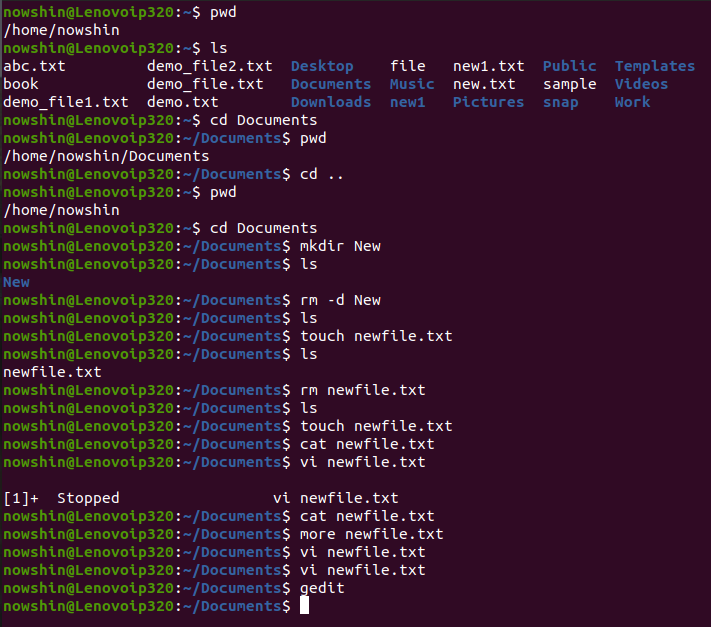 nowshin@Lenovoip320:~$ pwd
/home/nowshin
nowshin@Lenovoip320:~$ ls
abc.txt         demo_file2.txt  Desktop    file   new1.txt  Public  Templates
book            demo_file.txt   Documents  Music  new.txt   sample  Videos
demo_file1.txt  demo.txt        Downloads  new1   Pictures  snap    Work
nowshin@Lenovoip320:~$ cd Documents
nowshin@Lenovoip320:~/Documents$ pwd
/home/nowshin/Documents
nowshin@Lenovoip320:~/Documents$ cd ..
nowshin@Lenovoip320:~$ pwd
/home/nowshin
nowshin@Lenovoip320:~$ cd Documents
nowshin@Lenovoip320:~/Documents$ mkdir New
nowshin@Lenovoip320:~/Documents$ ls
New
nowshin@Lenovoip320:~/Documents$ rm -d New
nowshin@Lenovoip320:~/Documents$ ls
nowshin@Lenovoip320:~/Documents$ touch newfile.txt
nowshin@Lenovoip320:~/Documents$ ls
newfile.txt
nowshin@Lenovoip320:~/Documents$ rm newfile.txt
nowshin@Lenovoip320:~/Documents$ ls
nowshin@Lenovoip320:~/Documents$ touch newfile.txt
nowshin@Lenovoip320:~/Documents$ cat newfile.txt
nowshin@Lenovoip320:~/Documents$ vi newfile.txt
[1]+  Stopped                 vi newfile.txt
nowshin@Lenovoip320:~/Documents$ cat newfile.txt
nowshin@Lenovoip320:~/Documents$ more newfile.txt
nowshin@Lenovoip320:~/Documents$ vi newfile.txt
nowshin@Lenovoip320:~/Documents$ vi newfile.txt
nowshin@Lenovoip320:~/Documents$ gedit
nowshin@Lenovoip320:~/Documents$